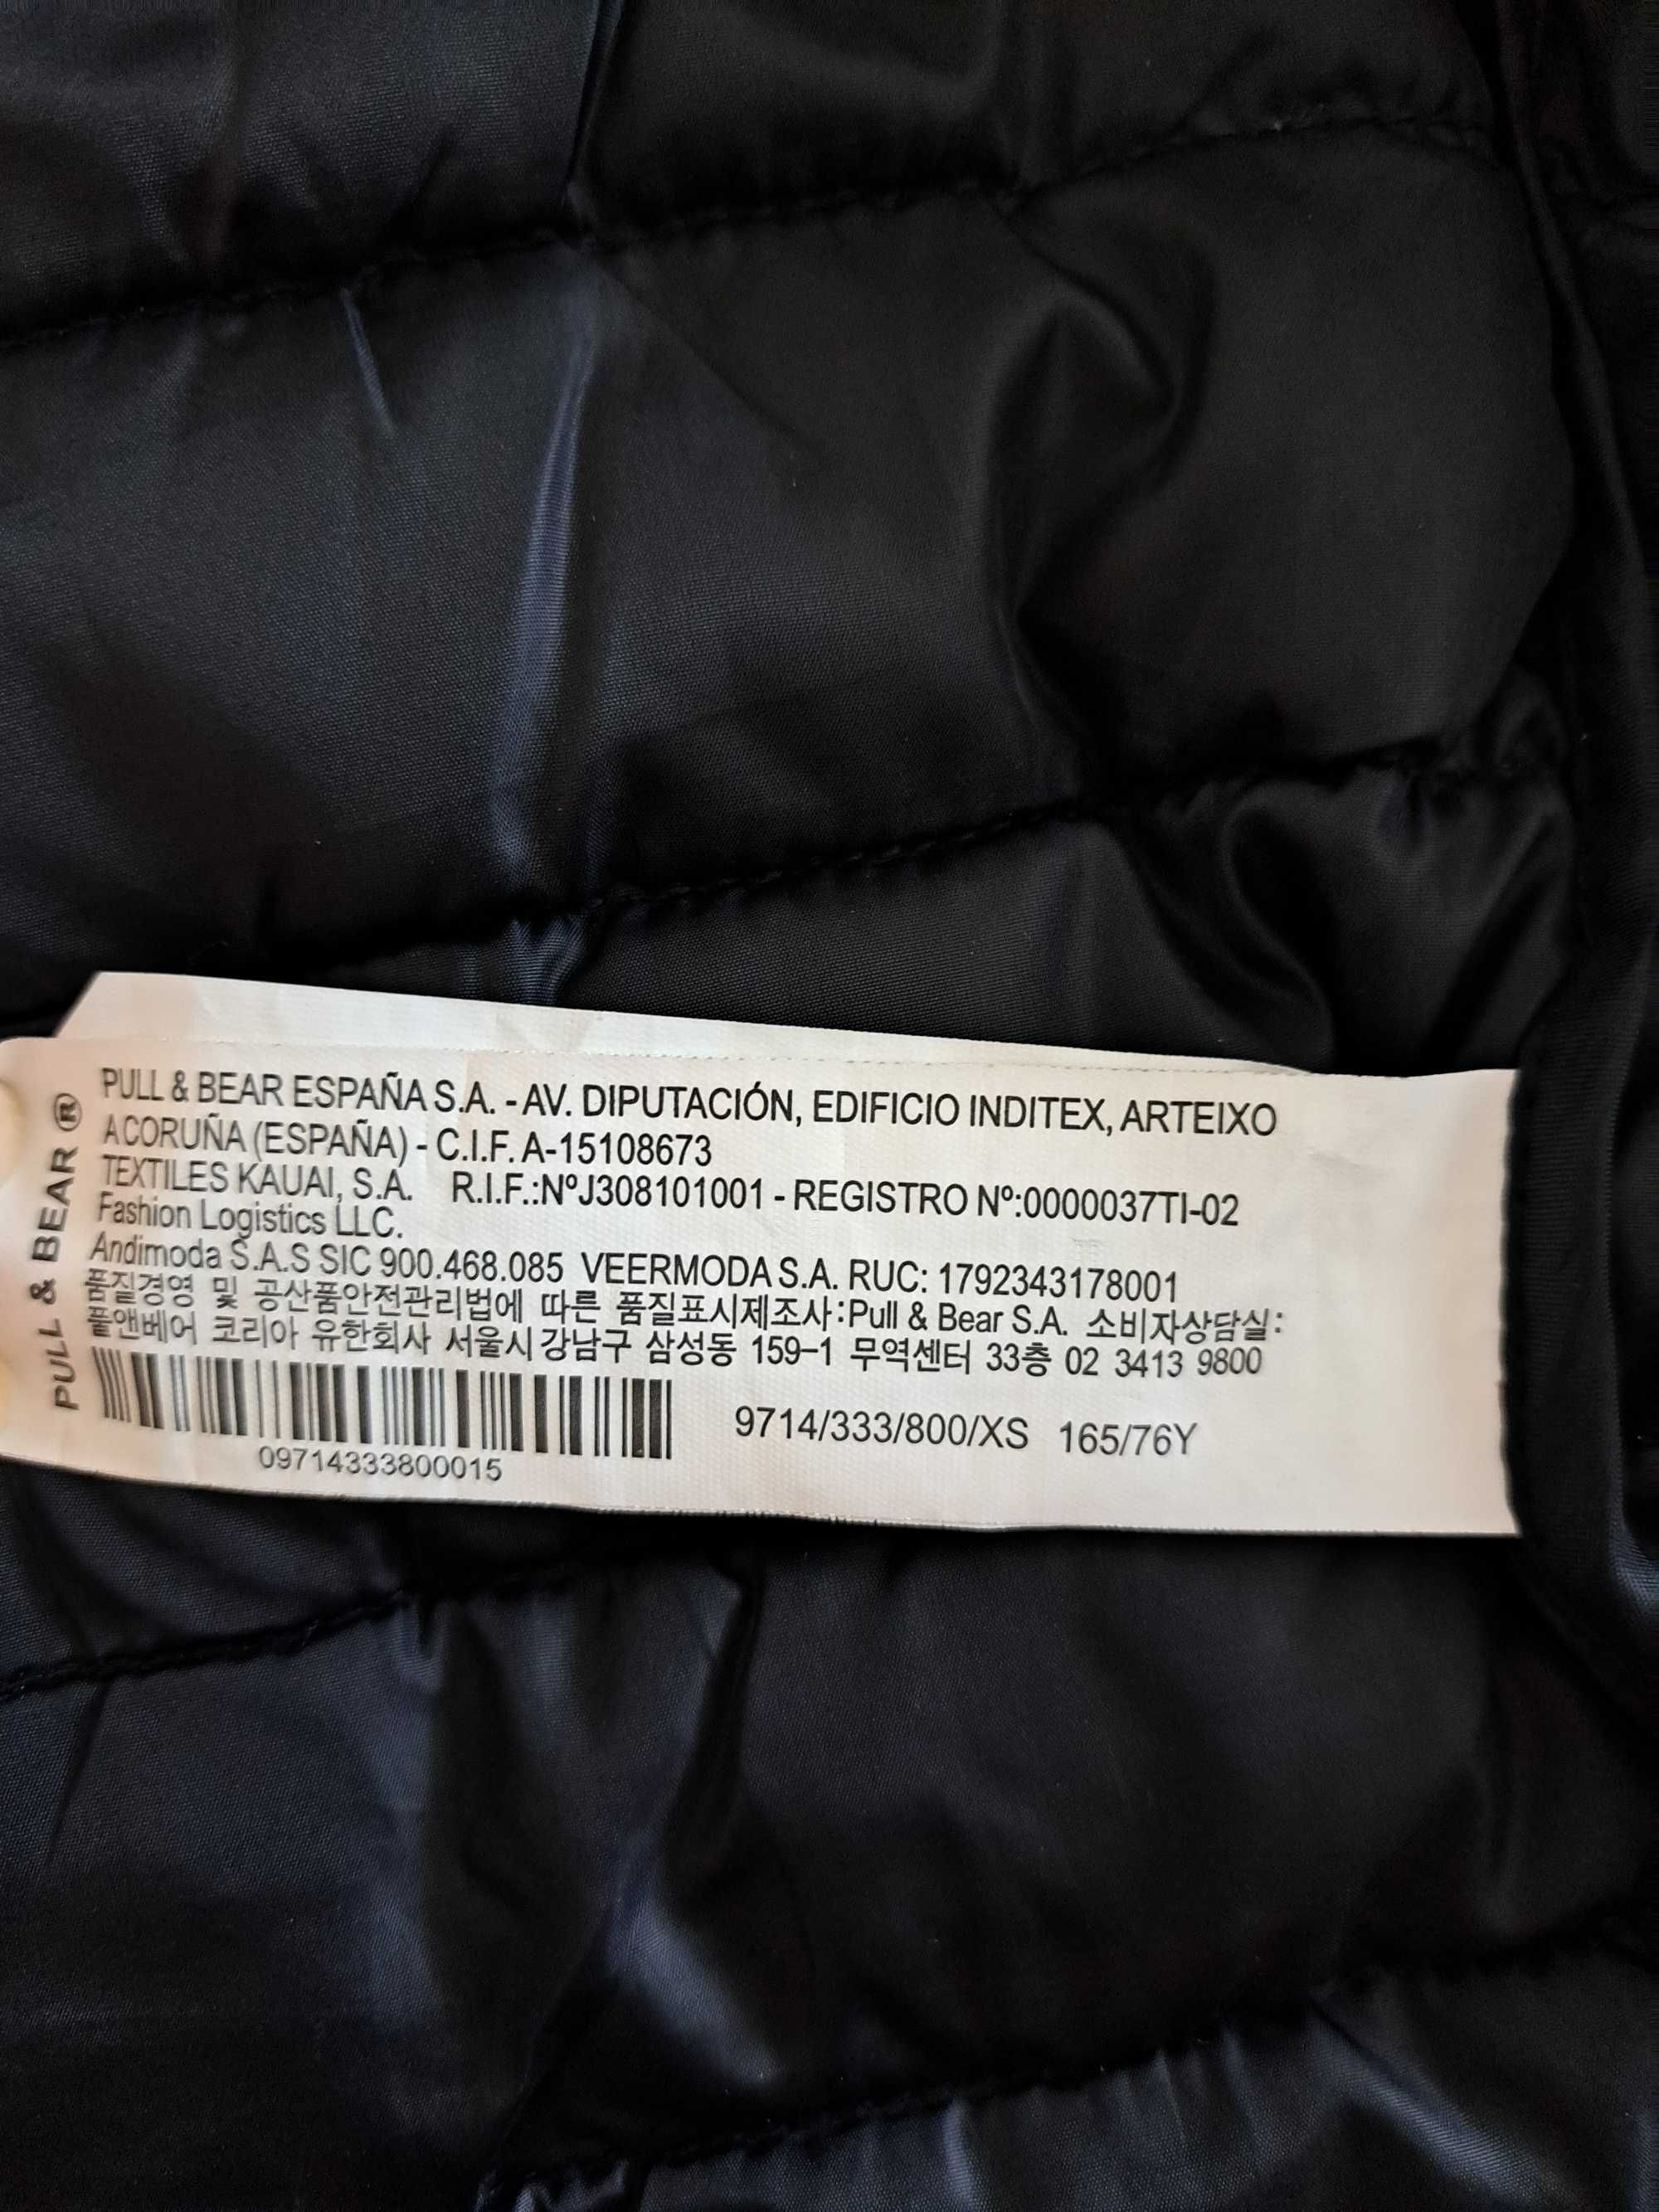 PULL & BEAR ®
PULL & BEAR ESPAÑA S.A. - AV. DIPUTACIÓN, EDIFICIO INDITEX, ARTEIXO
A CORUÑA (ESPAÑA) - C.I.F. A-15108673
TEXTILES KAUAI, S.A. R.I.F.:NºJ308101001 - REGISTRO Nº:0000037TI-02
Fashion Logistics LLC.
Andimoda S.A.S SIC 900.468.085 VEERMODA S.A. RUC: 1792343178001
품질경영 및 공산품안전관리법에 따른 품질표시제조사:Pull & Bear S.A. 소비자상담실:
풀앤베어 코리아 유한회사 서울시 강남구 삼성동 159-1 무역센터 33층 02 3413 9800
9714/333/800/XS 165/76Y
09714333800015